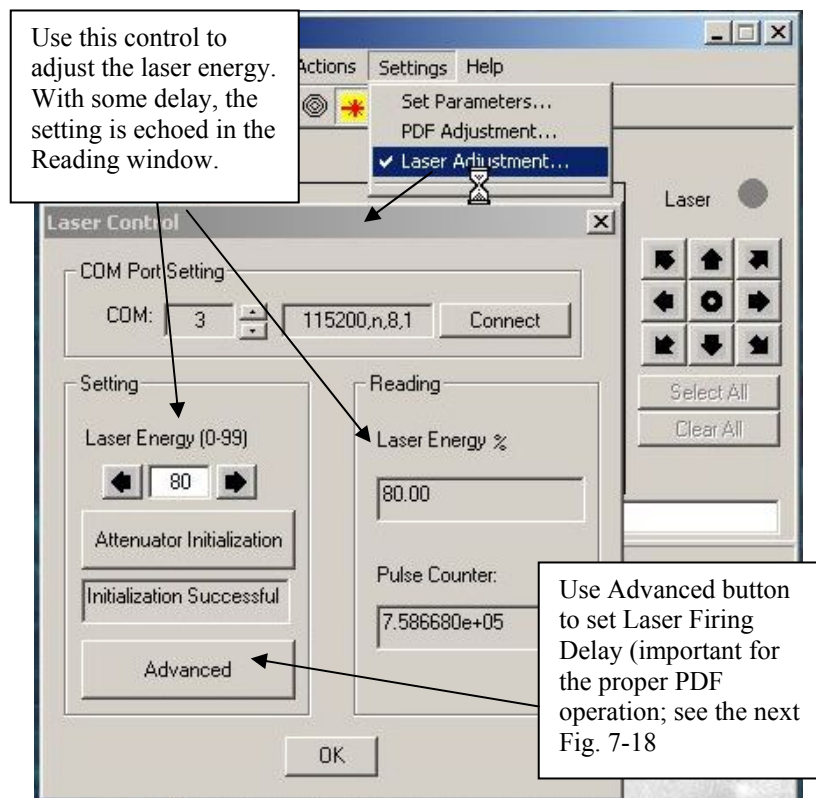 Use this control to
adjust the laser energy.
With some delay, the
setting is echoed in the
Reading window.
Actions Settings Help
Set Parameters...
PDF Adjustment...
Laser Adjustment...
Laser
Laser Control
COM Port Setting
COM: 3 115200,n,8,1 Connect
Select All
Clear All
Setting
Laser Energy (0-99)
80
Attenuator Initialization
Initialization Successful
Advanced
Reading
Laser Energy %
80.00
Pulse Counter:
7.586680e+05
Use Advanced button
to set Laser Firing
Delay (important for
the proper PDF
operation; see the next
Fig. 7-18
OK